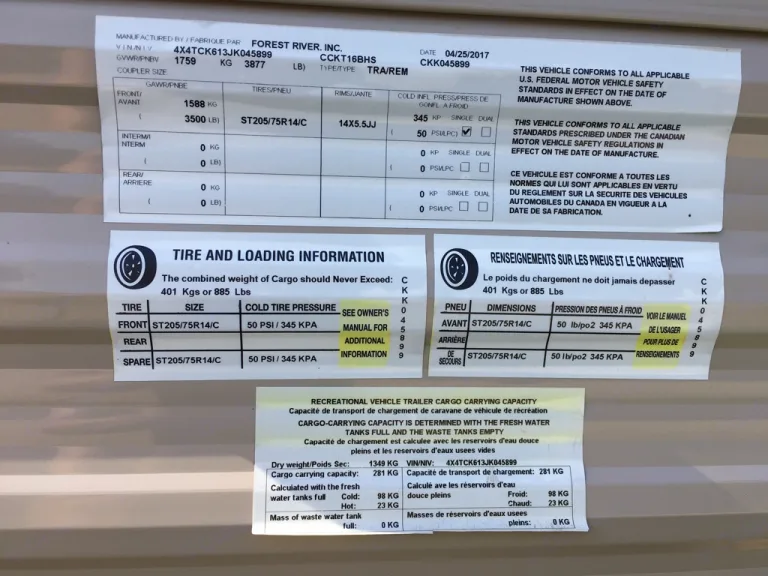 MANUFACTURED BY / FABRIQUE PAR FOREST RIVER, INC. DATE 04/25/2017
V.I.N./N.I.V. 4X4TCK613JK045899 CCKT16BHS CKK045899
GVWR/PNBV 1759 KG 3877 LB) TYPE/TYPE TRA/REM
COUPLER SIZE
GAWR/PNBE TIRES/PNEU RIMS/JANTE COLD INFL PRESS/PRESS DE GONFL A FROID
FRONT/ AVANT 1588 KG 345 KP SINGLE DUAL
( 3500 LB) ST205/75R14/C 14X5.5JJ ( 50 PSI/LPC)
INTERM/I NTERM 0 KG 0 KP SINGLE DUAL
( 0 LB) ( 0 PSI/LPC
REAR/ ARRIERE 0 KG 0 KP SINGLE DUAL
( 0 LB) ( 0 PSI/LPC
THIS VEHICLE CONFORMS TO ALL APPLICABLE
U.S. FEDERAL MOTOR VEHICLE SAFETY
STANDARDS IN EFFECT ON THE DATE OF
MANUFACTURE SHOWN ABOVE.
THIS VEHICLE CONFORMS TO ALL APPLICABLE
STANDARDS PRESCRIBED UNDER THE CANADIAN
MOTOR VEHICLE SAFETY REGULATIONS IN
EFFECT ON THE DATE OF MANUFACTURE.
CE VEHICULE EST CONFORME A TOUTES LES
NORMES QUI LUI SONT APPLICABLES EN VERTU
DU REGLEMENT SUR LA SECURITE DES VEHICULES
AUTOMOBILES DU CANADA EN VIGUEUR A LA
DATE DE SA FABRICATION.
TIRE AND LOADING INFORMATION
The combined weight of Cargo should Never Exceed:
401 Kgs or 885 Lbs
TIRE SIZE COLD TIRE PRESSURE
FRONT ST205/75R14/C 50 PSI / 345 KPA
REAR
SPARE ST205/75R14/C 50 PSI / 345 KPA
SEE OWNER'S
MANUAL FOR
ADDITIONAL
INFORMATION
CKK045899
RENSEIGNEMENTS SUR LES PNEUS ET LE CHARGEMENT
Le poids du chargement ne doit jamais depasser
401 Kgs or 885 Lbs
PNEU DIMENSIONS PRESSION DES PNEUS À FROID
AVANT ST205/75R14/C 50 lb/po2 345 KPA
ARRIÈRE
DE SECOURS ST205/75R14/C 50 lb/po2 345 KPA
VOIR LE MANUEL
DE L'USAGER
POUR PLUS DE
RENSEIGNEMENTS
CKK045899
RECREATIONAL VEHICLE TRAILER CARGO CARRYING CAPACITY
Capacité de transport de chargement de caravane de véhicule de récréation
CARGO-CARRYING CAPACITY IS DETERMINED WITH THE FRESH WATER
TANKS FULL AND THE WASTE TANKS EMPTY
Capacité de chargement est calculée avec les reservoirs d'eau douce
pleins et les reservoirs d'eaux usees vides
Dry weight/Poids Sec: 1349 KG VIN/NIV: 4X4TCK613JK045899
Cargo carrying capacity: 281 KG Capacité de transport de chargement: 281 KG
Calculated with the fresh Calculé ave les réservoirs d'eau
water tanks full Cold: 98 KG douce pleins Froid: 98 KG
Hot: 23 KG Chaud: 23 KG
Mass of waste water tank Masses de réservoirs d'eaux usees
full: 0 KG pleins: 0 KG